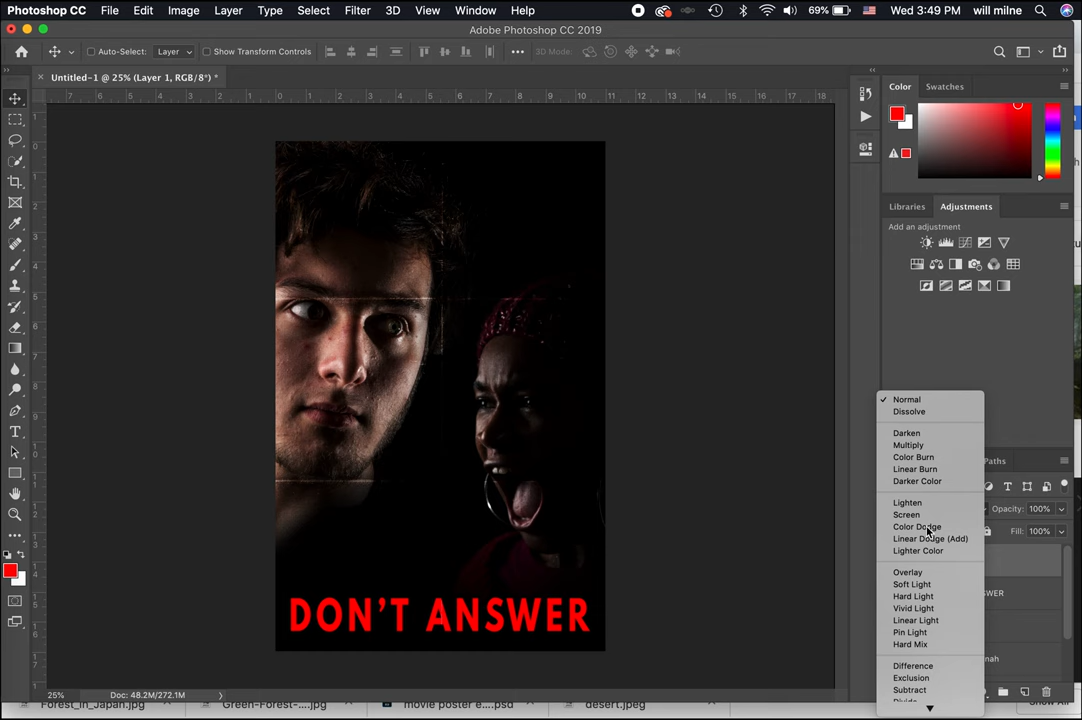 Photoshop CC File Edit Image Layer Type Select Filter 3D View Window Help 69% Wed 3:49 PM will milne
Adobe Photoshop CC 2019
Auto-Select: Layer Show Transform Controls 3D Mode:
Untitled-1 @ 25% (Layer 1, RGB/8*) *
Color Swatches
Libraries Adjustments
Add an adjustment
Normal
Dissolve
Darken
Multiply
Color Burn
Linear Burn
Darker Color
Lighten
Screen
Color Dodge
Linear Dodge (Add)
Lighter Color
Overlay
Soft Light
Hard Light
Vivid Light
Linear Light
Pin Light
Hard Mix
Difference
Exclusion
Subtract
Divide
Paths
Opacity: 100%
Fill: 100%
SWER
nah
DON'T ANSWER
25% Doc: 48.2M/272.1M
Forest_in_Japan.jpg Green-Forest-....jpg movie poster e....psd desert.jpeg Show All